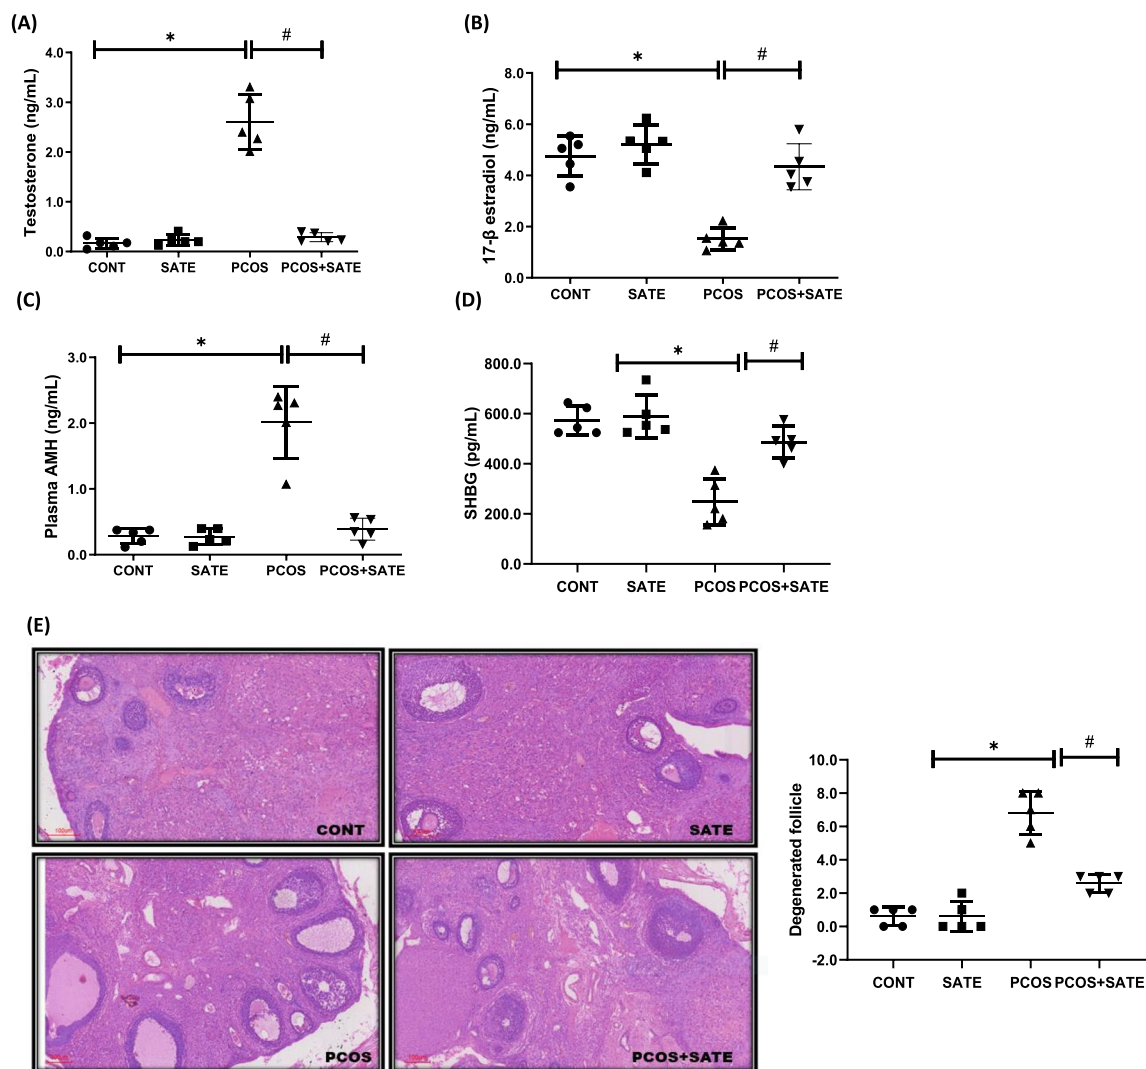 (A)
* #
Testosterone (ng/mL)
4.0
3.0
2.0
1.0
0.0
CONT SATE PCOS PCOS+SATE
(B)
* #
17-β estradiol (ng/mL)
8.0
6.0
4.0
2.0
0.0
CONT SATE PCOS PCOS+SATE
(C)
* #
Plasma AMH (ng/mL)
3.0
2.0
1.0
0.0
CONT SATE PCOS PCOS+SATE
(D)
* #
SHBG (pg/mL)
800.0
600.0
400.0
200.0
0.0
CONT SATE PCOS PCOS+SATE
(E)
CONT
SATE
PCOS
PCOS+SATE
* #
Degenerated follicle
10.0
8.0
6.0
4.0
2.0
0.0
-2.0
CONT SATE PCOS PCOS+SATE